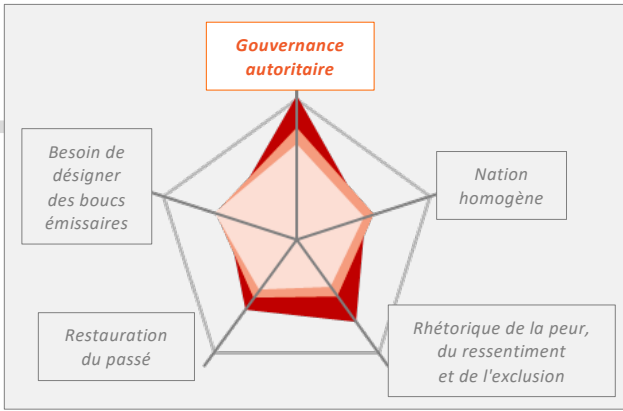 Gouvernance
autoritaire
Besoin de
désigner
des boucs
émissaires
Nation
homogène
Restauration
du passé
Rhétorique de la peur,
du ressentiment
et de l'exclusion